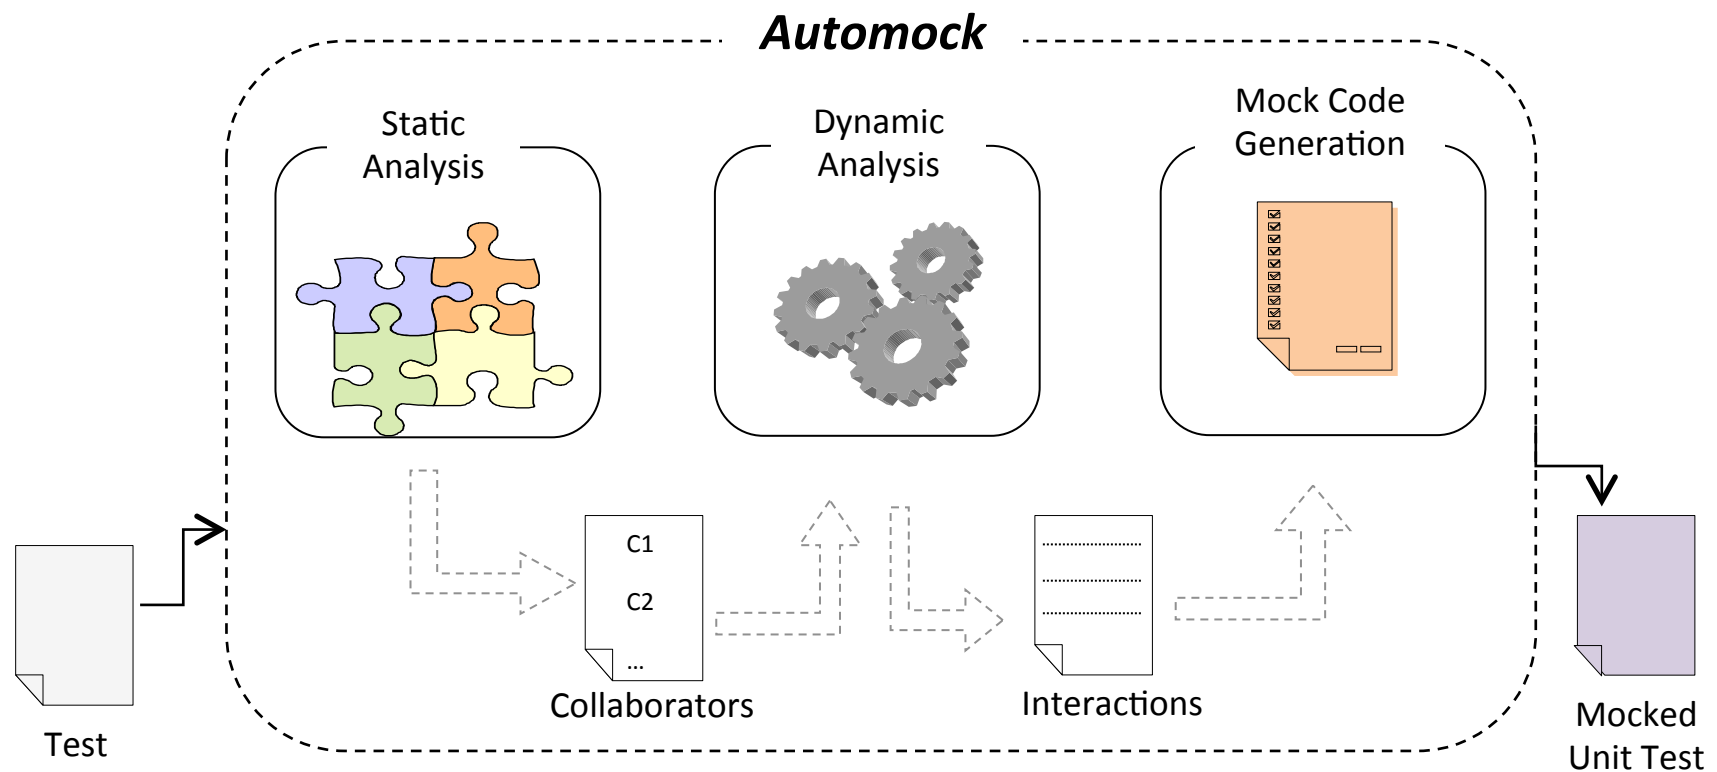 Automock
Static
Analysis
Dynamic
Analysis
Mock Code
Generation
C1
C2
...
Collaborators
Interactions
Test
Mocked
Unit Test